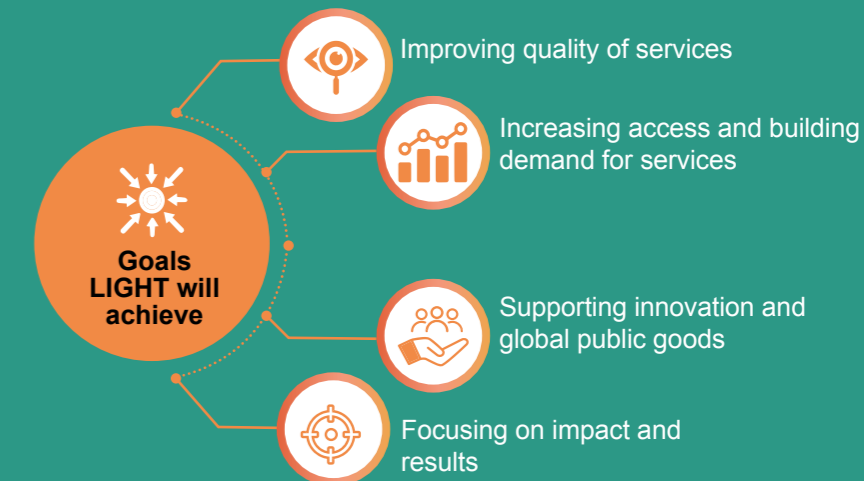 Improving quality of services
Increasing access and building
demand for services
Goals
LIGHT will
achieve
Supporting innovation and
global public goods
Focusing on impact and
results